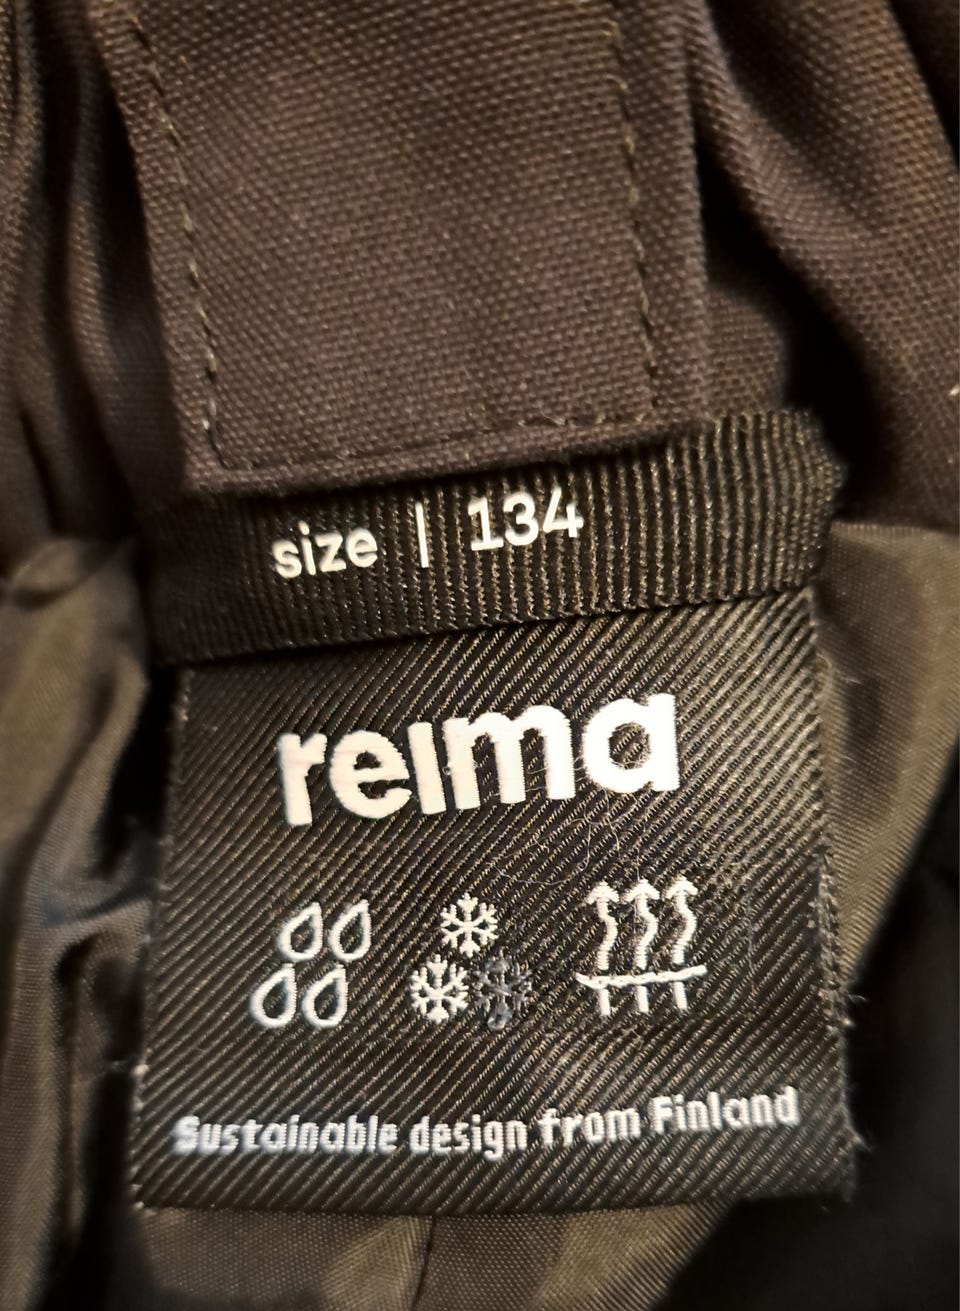 size | 134
reima
Sustainable design from Finland